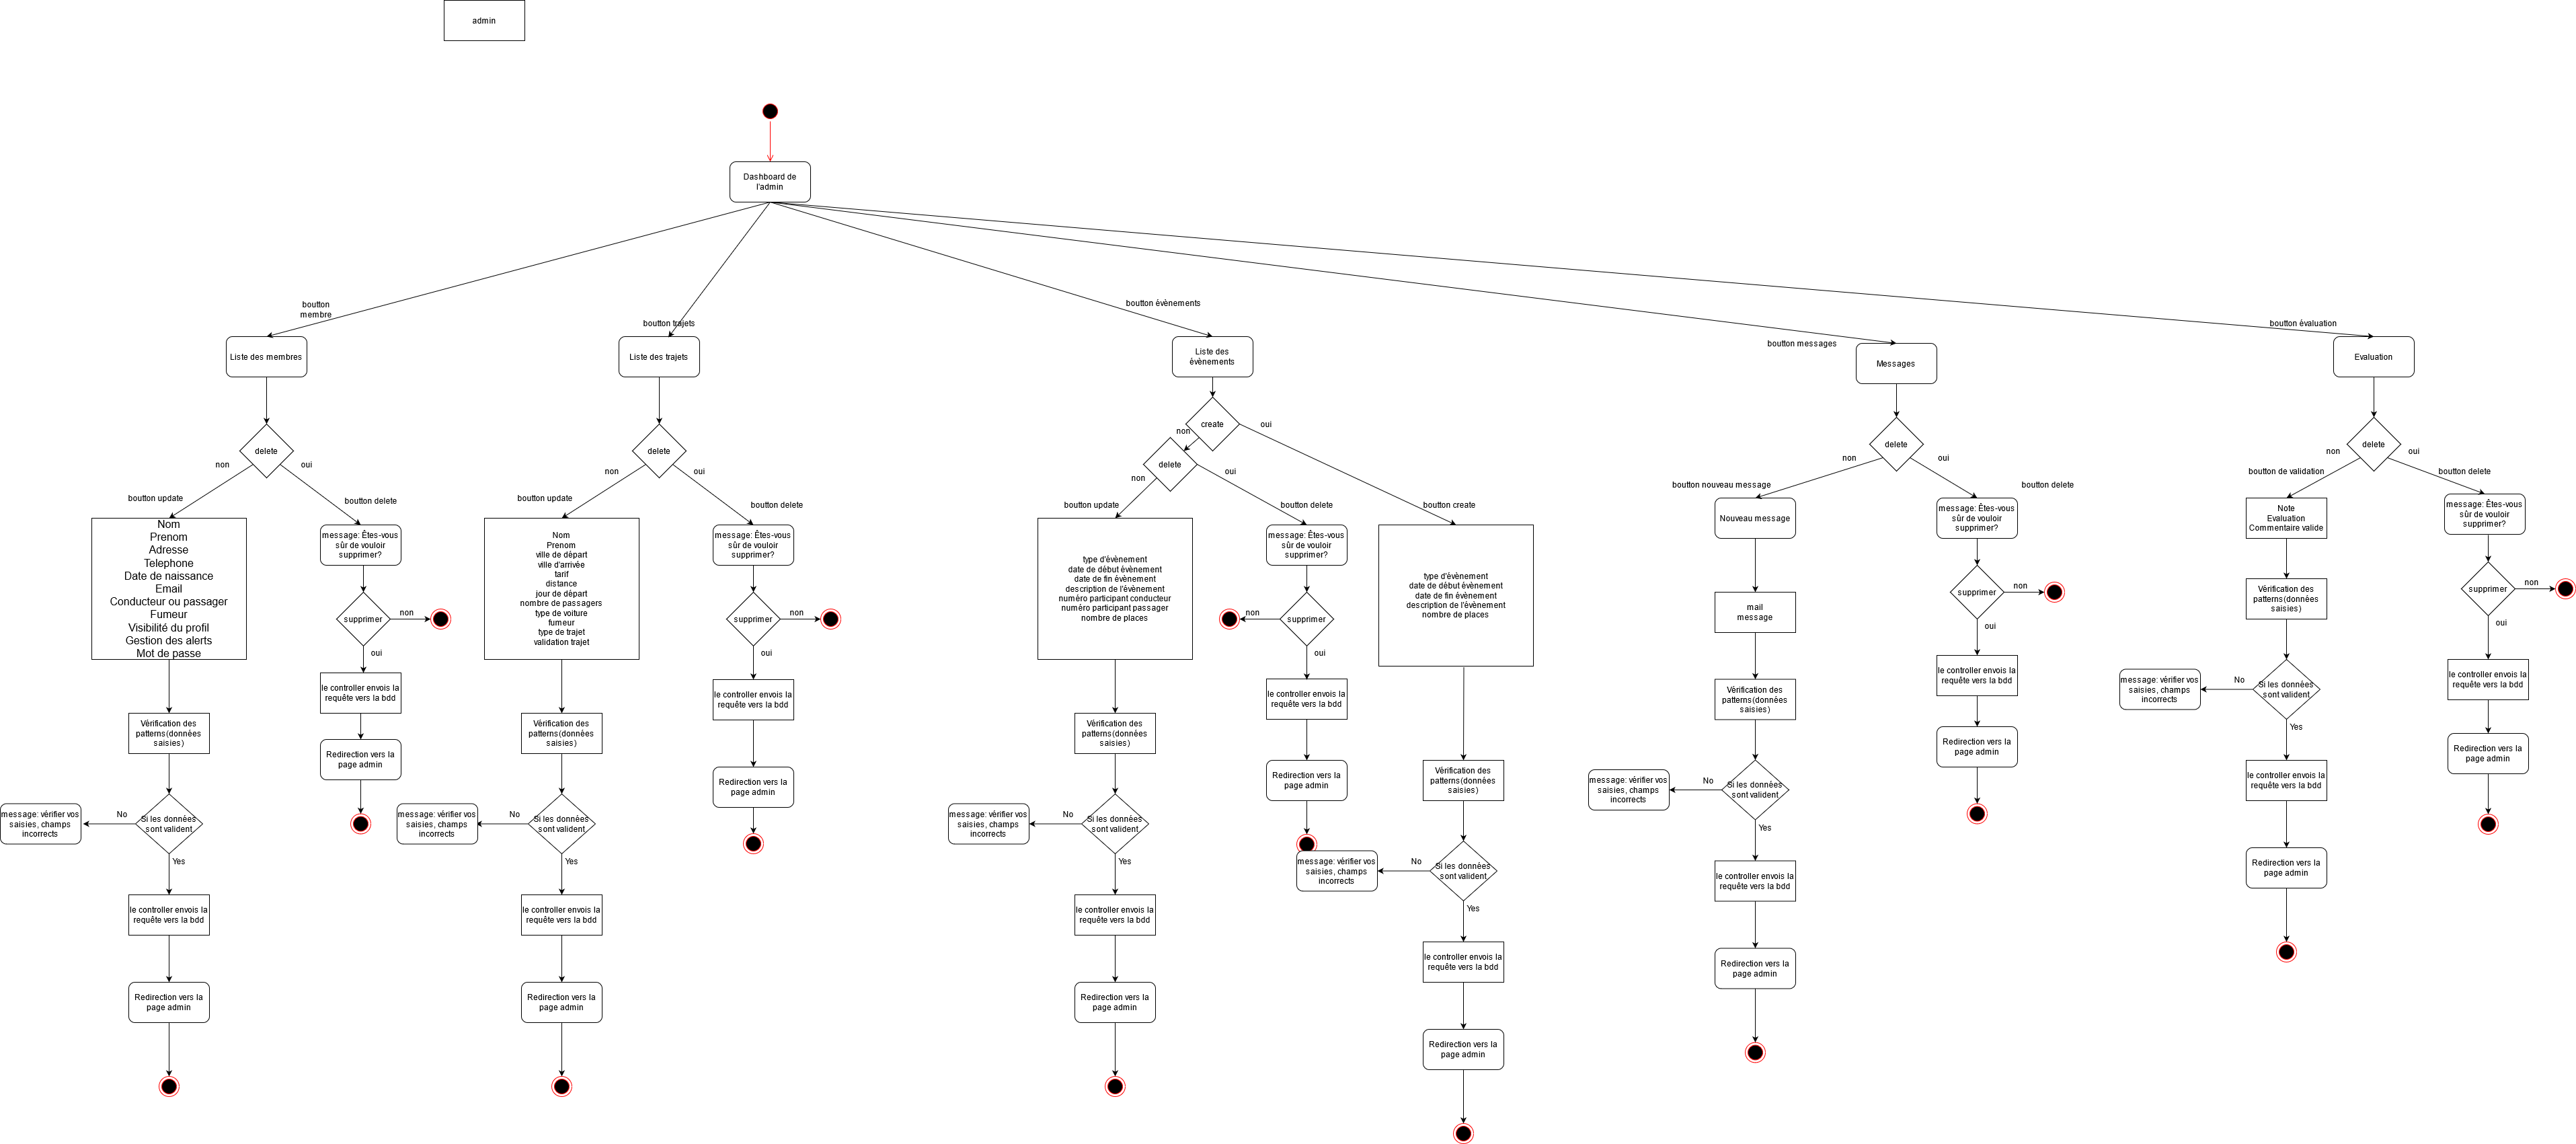 admin
Dashboard de
l'admin
boutton
membre
boutton trajets
boutton évènements
boutton messages
boutton évaluation
Liste des membres
Liste des trajets
Liste des
évènements
Messages
Evaluation
delete
non
oui
boutton update
boutton delete
Nom
Prenom
Adresse
Telephone
Date de naissance
Email
Conducteur ou passager
Fumeur
Visibilité du profil
Gestion des alerts
Mot de passe
Vérification des
patterns(données
saisies)
Si les données
sont valident
No
message: vérifier vos
saisies, champs
incorrects
Yes
le controller envois la
requête vers la bdd
Redirection vers la
page admin
message: Êtes-vous
sûr de vouloir
supprimer?
supprimer
non
oui
le controller envois la
requête vers la bdd
Redirection vers la
page admin
delete
non
oui
boutton update
boutton delete
Nom
Prenom
ville de départ
ville d'arrivée
tarif
distance
jour de départ
nombre de passagers
type de voiture
fumeur
type de trajet
validation trajet
Vérification des
patterns(données
saisies)
Si les données
sont valident
No
message: vérifier vos
saisies, champs
incorrects
Yes
le controller envois la
requête vers la bdd
Redirection vers la
page admin
message: Êtes-vous
sûr de vouloir
supprimer?
supprimer
non
oui
le controller envois la
requête vers la bdd
Redirection vers la
page admin
create
non
oui
delete
non
oui
boutton update
boutton delete
boutton create
type d'évènement
date de début évènement
date de fin évènement
description de l'évènement
numéro participant conducteur
numéro participant passager
nombre de places
Vérification des
patterns(données
saisies)
Si les données
sont valident
No
message: vérifier vos
saisies, champs
incorrects
Yes
le controller envois la
requête vers la bdd
Redirection vers la
page admin
message: Êtes-vous
sûr de vouloir
supprimer?
supprimer
non
oui
le controller envois la
requête vers la bdd
Redirection vers la
page admin
type d'évènement
date de début évènement
date de fin évènement
description de l'évènement
nombre de places
Vérification des
patterns(données
saisies)
Si les données
sont valident
No
message: vérifier vos
saisies, champs
incorrects
Yes
le controller envois la
requête vers la bdd
Redirection vers la
page admin
delete
non
oui
boutton nouveau message
boutton delete
Nouveau message
mail
message
Vérification des
patterns(données
saisies)
Si les données
sont valident
No
message: vérifier vos
saisies, champs
incorrects
Yes
le controller envois la
requête vers la bdd
Redirection vers la
page admin
message: Êtes-vous
sûr de vouloir
supprimer?
supprimer
non
oui
le controller envois la
requête vers la bdd
Redirection vers la
page admin
delete
non
oui
boutton de validation
boutton delete
Note
Evaluation
Commentaire valide
Vérification des
patterns(données
saisies)
Si les données
sont valident
No
message: vérifier vos
saisies, champs
incorrects
Yes
le controller envois la
requête vers la bdd
Redirection vers la
page admin
message: Êtes-vous
sûr de vouloir
supprimer?
supprimer
non
oui
le controller envois la
requête vers la bdd
Redirection vers la
page admin